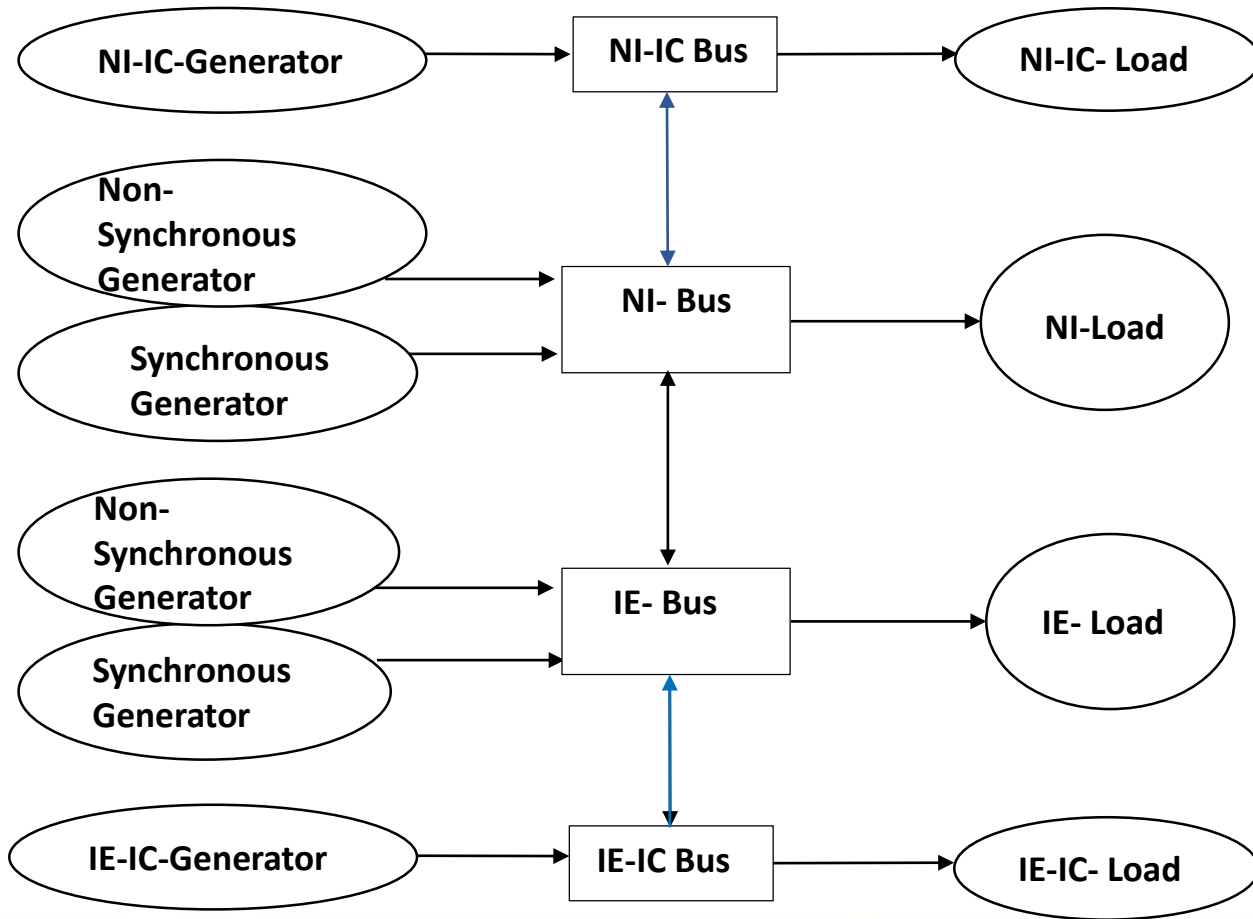 NI-IC-Generator
NI-IC Bus
NI-IC- Load
Non-
Synchronous
Generator
NI- Bus
NI-Load
Synchronous
Generator
Non-
Synchronous
Generator
IE- Bus
IE- Load
Synchronous
Generator
IE-IC-Generator
IE-IC Bus
IE-IC- Load